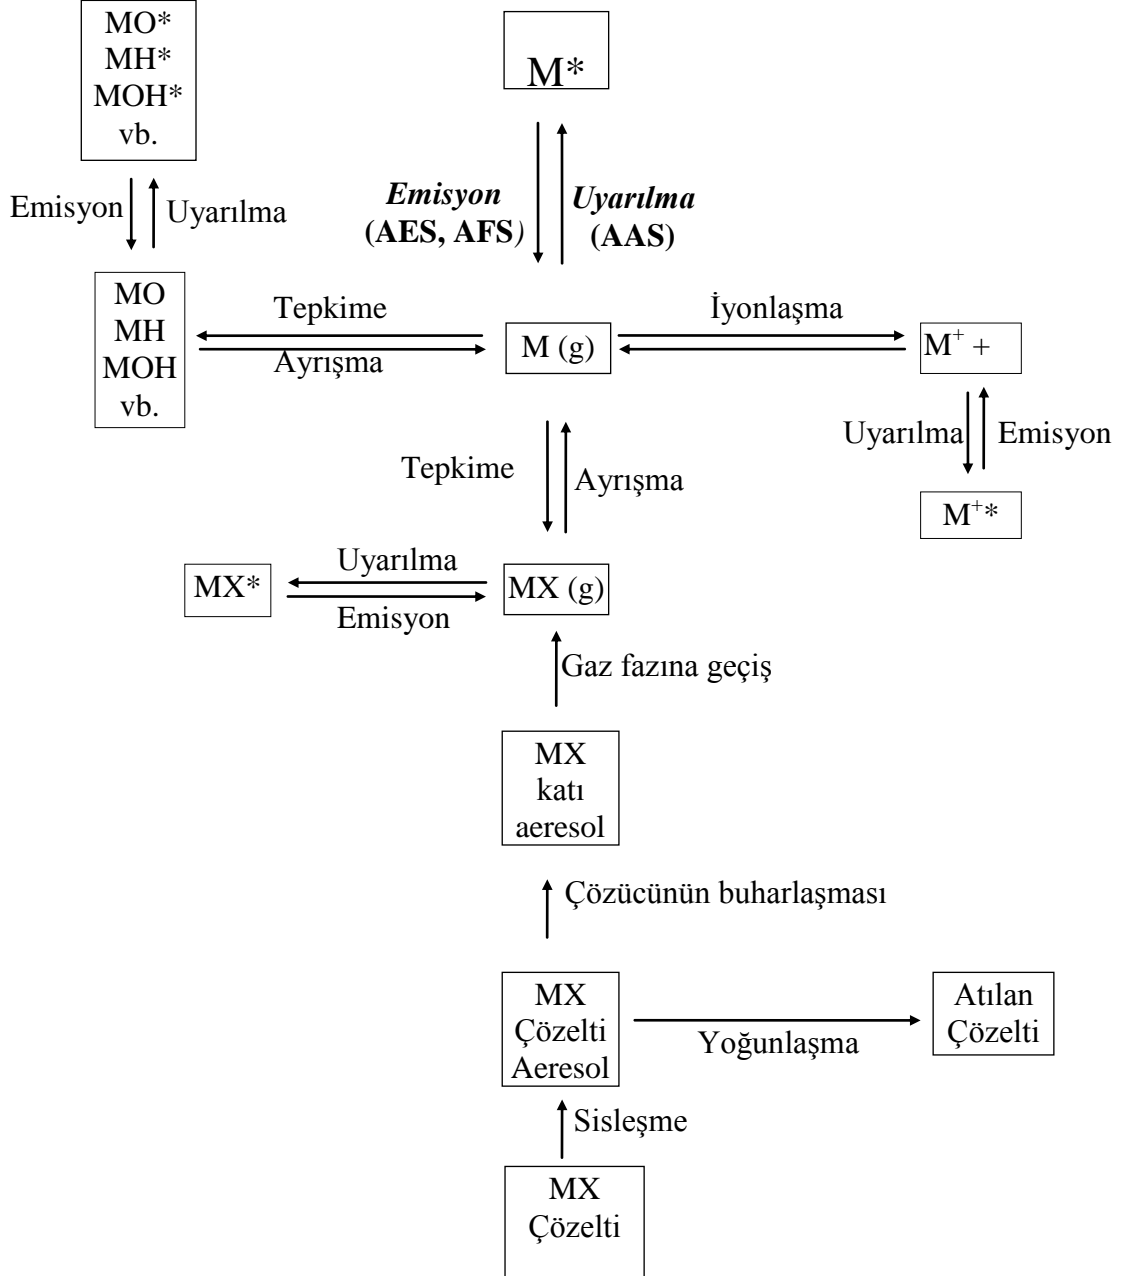 MO*
MH*
MOH*
vb.
M*
Emisyon
Uyarılma
Emisyon
(AES, AFS)
Uyarılma
(AAS)
MO
MH
MOH
vb.
Tepkime
Ayrışma
M (g)
İyonlaşma
M⁺ +
Uyarılma
Emisyon
M⁺*
Tepkime
Ayrışma
MX*
Uyarılma
Emisyon
MX (g)
Gaz fazına geçiş
MX
katı
aeresol
Çözücünün buharlaşması
MX
Çözelti
Aeresol
Yoğunlaşma
Atılan
Çözelti
Sisleşme
MX
Çözelti